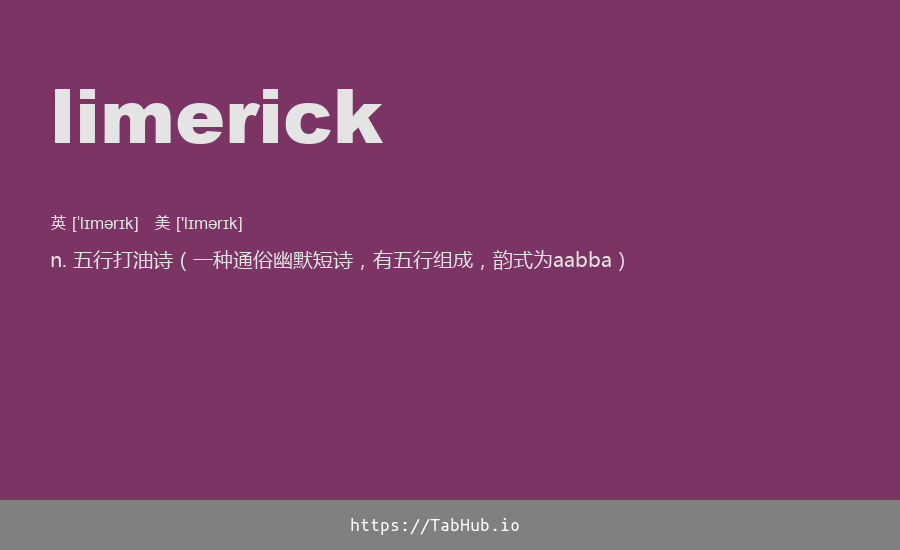 limerick
英 [ˈlɪmərɪk] 美 ['lɪmərɪk]
n. 五行打油诗（一种通俗幽默短诗，有五行组成，韵式为aabba）
https://TabHub.io